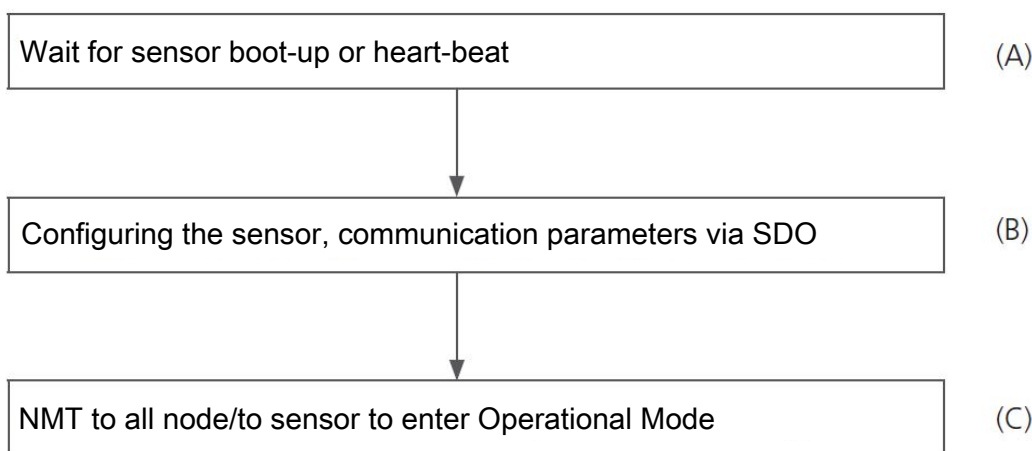 Wait for sensor boot-up or heart-beat (A)
Configuring the sensor, communication parameters via SDO (B)
NMT to all node/to sensor to enter Operational Mode (C)